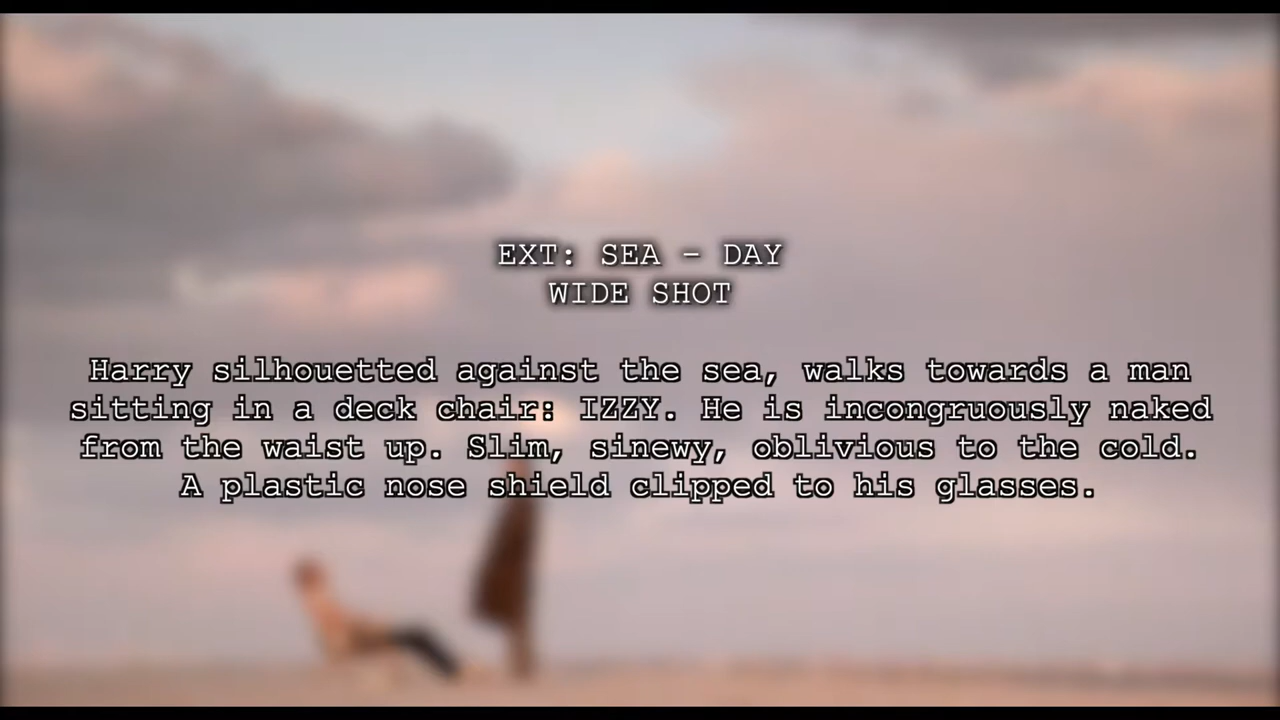 EXT: SEA - DAY
WIDE SHOT
Harry silhouetted against the sea, walks towards a man
sitting in a deck chair: IZZY. He is incongruously naked
from the waist up. Slim, sinewy, oblivious to the cold.
A plastic nose shield clipped to his glasses.